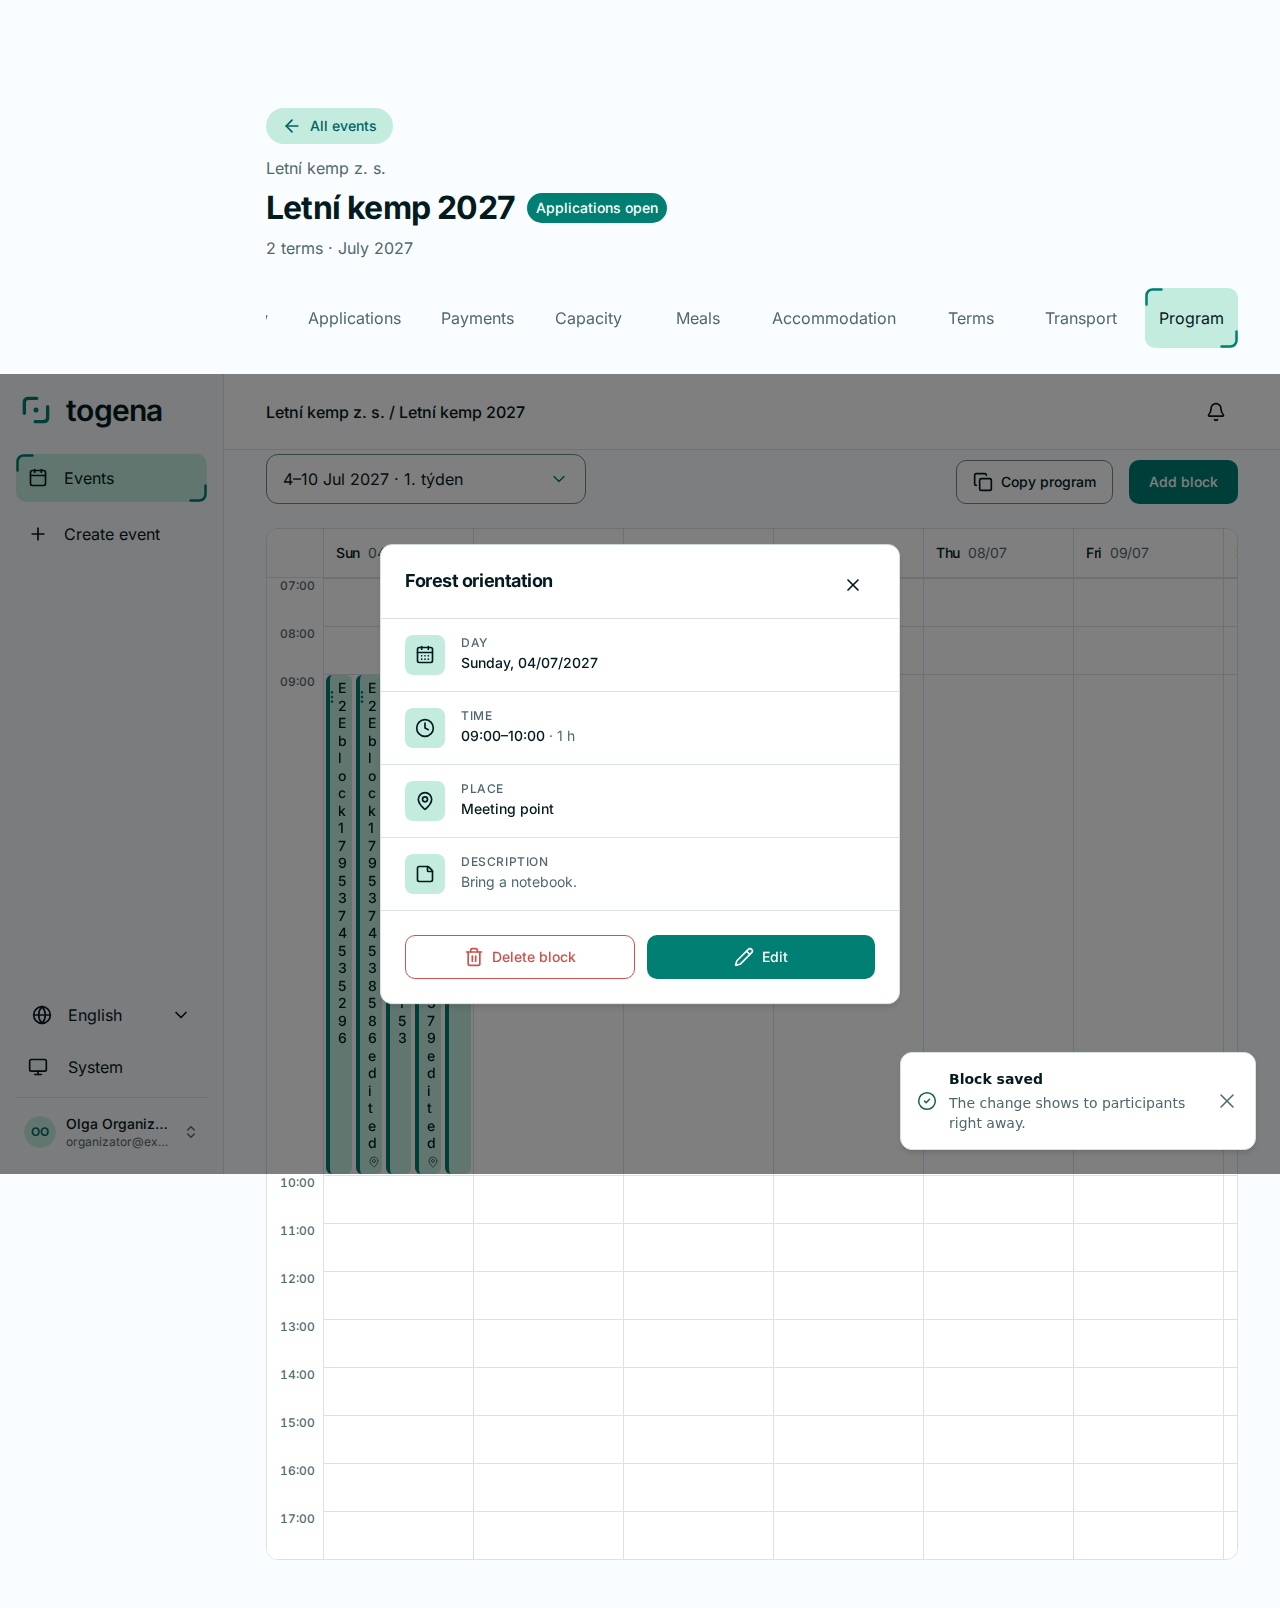 All events
Letní kemp z. s.
Letní kemp 2027
Applications open
2 terms · July 2027
Applications
Payments
Capacity
Meals
Accommodation
Terms
Transport
Program
togena
Letní kemp z. s. / Letní kemp 2027
Events
Create event
4–10 Jul 2027 · 1. týden
Copy program
Add block
Sun
Thu 08/07
Fri 09/07
07:00
08:00
09:00
E2Eblock1795374535296
Forest orientation
DAY
Sunday, 04/07/2027
TIME
09:00–10:00 · 1 h
PLACE
Meeting point
DESCRIPTION
Bring a notebook.
Delete block
Edit
English
System
OO
Olga Organiz...
organizator@ex...
Block saved
The change shows to participants
right away.
10:00
11:00
12:00
13:00
14:00
15:00
16:00
17:00